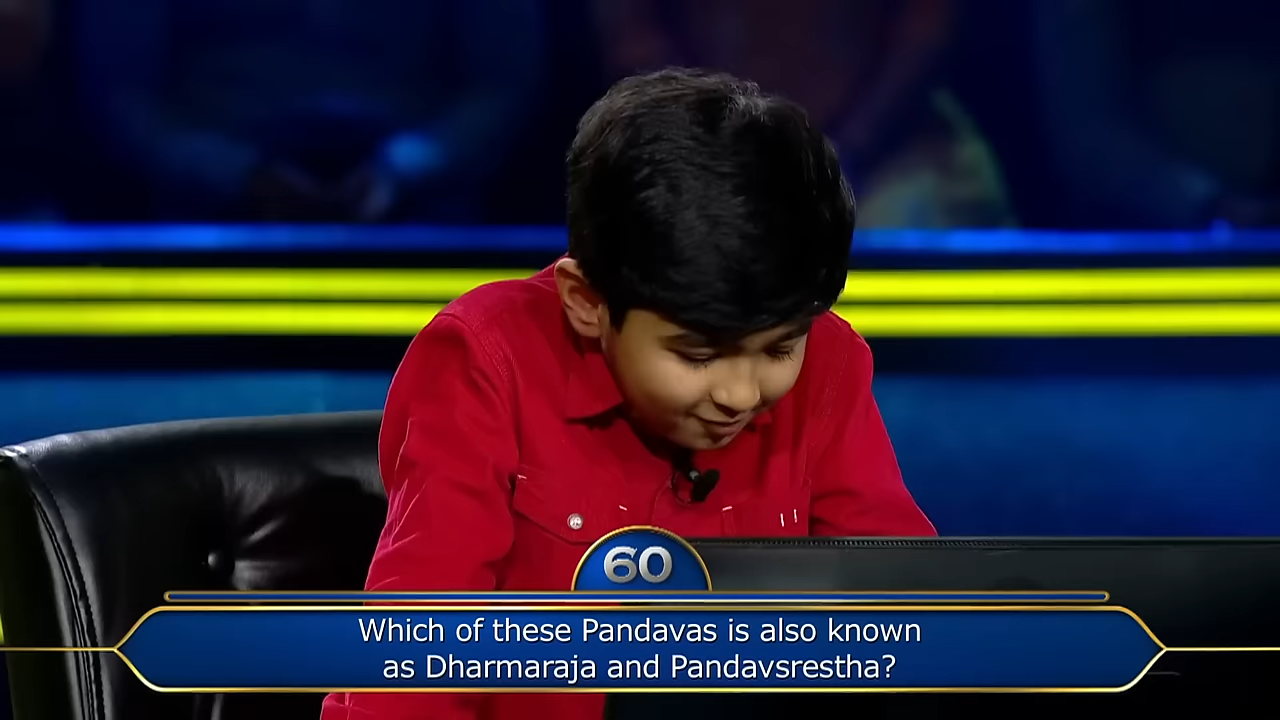 60
Which of these Pandavas is also known
as Dharmaraja and Pandavsrestha?